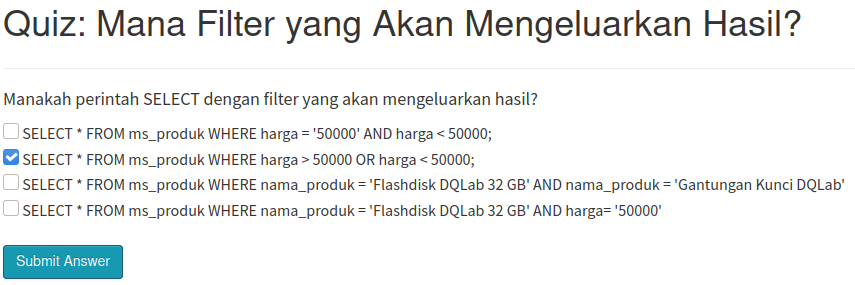 Quiz: Mana Filter yang Akan Mengeluarkan Hasil?
Manakah perintah SELECT dengan filter yang akan mengeluarkan hasil?
SELECT * FROM ms_produk WHERE harga = '50000' AND harga < 50000;
SELECT * FROM ms_produk WHERE harga > 50000 OR harga < 50000;
SELECT * FROM ms_produk WHERE nama_produk = 'Flashdisk DQLab 32 GB' AND nama_produk = 'Gantungan Kunci DQLab'
SELECT * FROM ms_produk WHERE nama_produk = 'Flashdisk DQLab 32 GB' AND harga= '50000'
Submit Answer